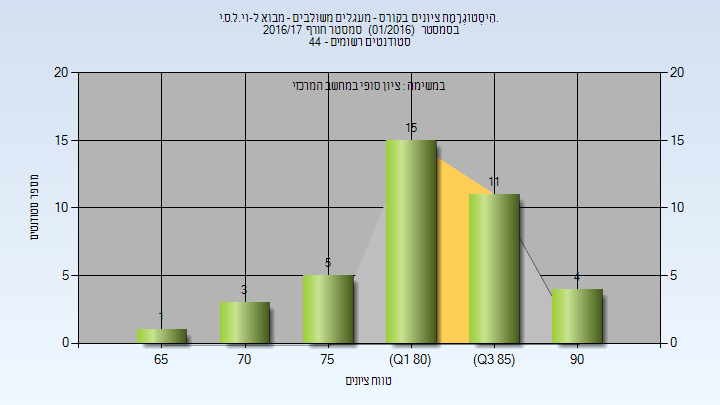 היסְטוֹגְרָמַת ציונים בקורס - מעגלים משולבים - מבוא ל-וי.ל.ס.י.
בסמסטר (01/2016) סמסטר חורף 2016/17
סטודנטים רשומים - 44
במשימה : ציון סופי במחשב המרכזי
20 20
15 15
10 10
5 5
0 0
1 3 5 15 11 4
מספר סטודנטים
65 70 75 (Q1 80) (Q3 85) 90
טווח ציונים